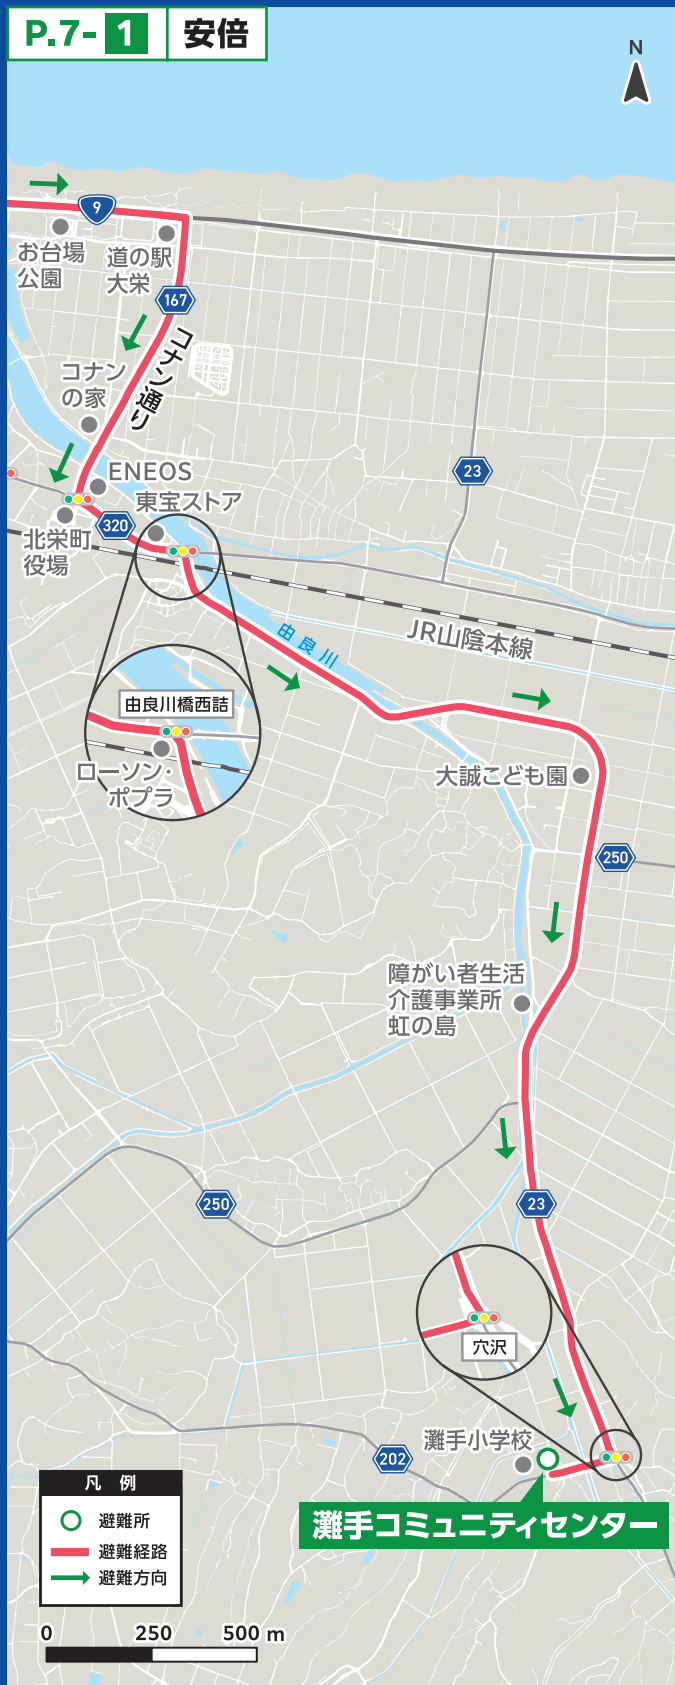 P.7-1 安倍
N
9
お台場
公園
道の駅
大栄
167
コナン通り
コナン
の家
23
ENEOS
東宝ストア
320
北栄町
役場
JR山陰本線
由良川
由良川橋西詰
ローソン・
ポプラ
大誠こども園
250
障がい者生活
介護事業所
虹の島
250
23
穴沢
灘手小学校
202
灘手コミュニティセンター
凡 例
避難所
避難経路
避難方向
0 250 500 m